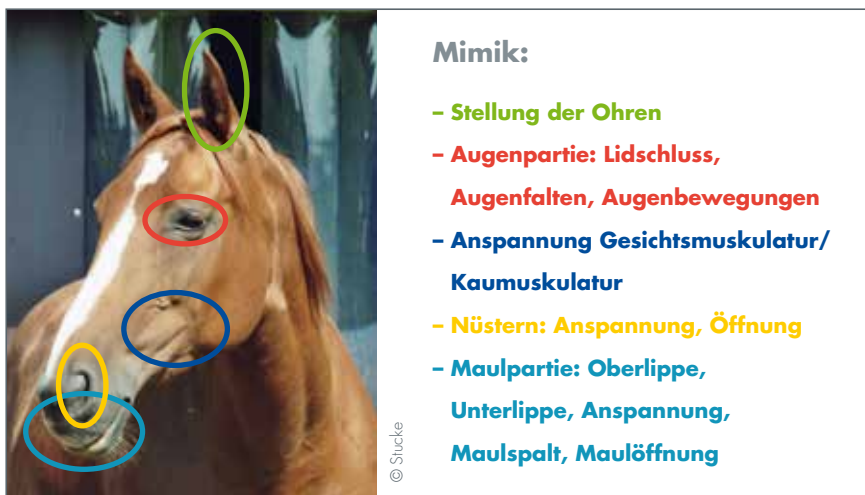 Mimik:
– Stellung der Ohren
– Augenpartie: Lidschluss,
Augenfalten, Augenbewegungen
– Anspannung Gesichtsmuskulatur/
Kaumuskulatur
– Nüstern: Anspannung, Öffnung
– Maulpartie: Oberlippe,
Unterlippe, Anspannung,
Maulspalt, Maulöffnung
© Stucke